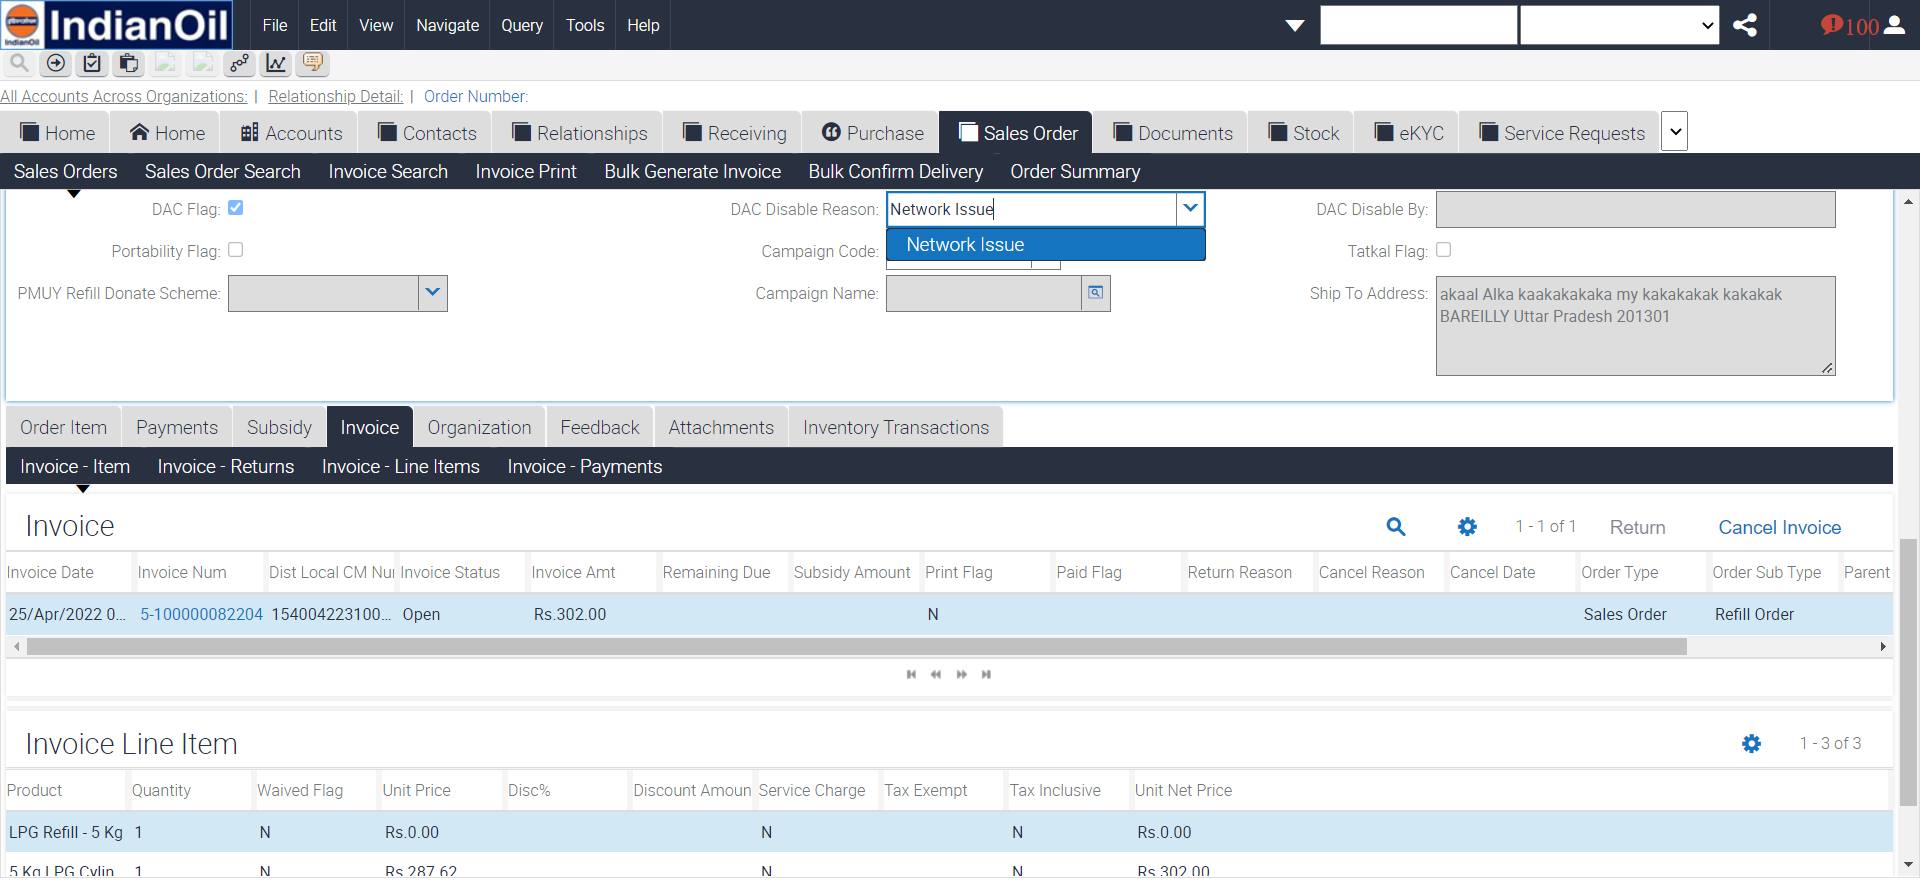 IndianOil
IndianOil
File Edit View Navigate Query Tools Help
100
All Accounts Across Organizations: | Relationship Detail: | Order Number:
Home Home Accounts Contacts Relationships Receiving Purchase Sales Order Documents Stock eKYC Service Requests
Sales Orders Sales Order Search Invoice Search Invoice Print Bulk Generate Invoice Bulk Confirm Delivery Order Summary
DAC Flag: DAC Disable Reason: Network Issue DAC Disable By:
Network Issue
Portability Flag: Campaign Code: Tatkal Flag:
PMUY Refill Donate Scheme: Campaign Name: Ship To Address: akaal Alka kaakakakaka my kakakakak kakakak
BAREILLY Uttar Pradesh 201301
Order Item Payments Subsidy Invoice Organization Feedback Attachments Inventory Transactions
Invoice - Item Invoice - Returns Invoice - Line Items Invoice - Payments
Invoice 1 - 1 of 1 Return Cancel Invoice
Invoice Date Invoice Num Dist Local CM Nu Invoice Status Invoice Amt Remaining Due Subsidy Amount Print Flag Paid Flag Return Reason Cancel Reason Cancel Date Order Type Order Sub Type Parent
25/Apr/2022 0... 5-100000082204 154004223100... Open Rs.302.00 N Sales Order Refill Order
Invoice Line Item 1 - 3 of 3
Product Quantity Waived Flag Unit Price Disc% Discount Amoun Service Charge Tax Exempt Tax Inclusive Unit Net Price
LPG Refill - 5 Kg 1 N Rs.0.00 N N Rs.0.00
5 Kg LPG Cylin 1 N Rs.287.62 N N Rs.302.00